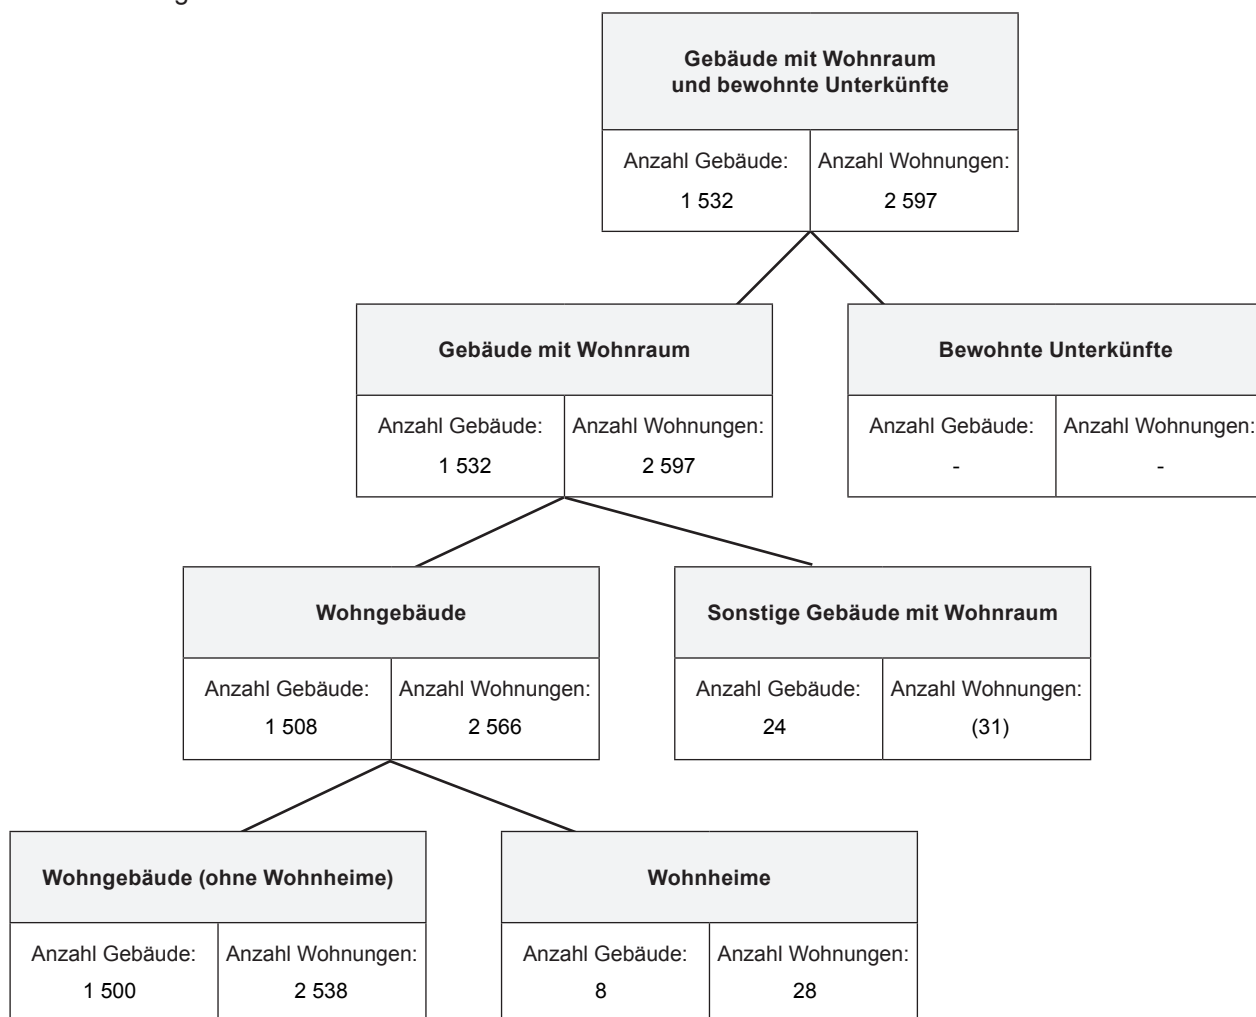 Gebäude mit Wohnraum
und bewohnte Unterkünfte
Anzahl Gebäude: Anzahl Wohnungen:
1 532 2 597
Gebäude mit Wohnraum Bewohnte Unterkünfte
Anzahl Gebäude: Anzahl Wohnungen: Anzahl Gebäude: Anzahl Wohnungen:
1 532 2 597 - -
Wohngebäude Sonstige Gebäude mit Wohnraum
Anzahl Gebäude: Anzahl Wohnungen: Anzahl Gebäude: Anzahl Wohnungen:
1 508 2 566 24 (31)
Wohngebäude (ohne Wohnheime) Wohnheime
Anzahl Gebäude: Anzahl Wohnungen: Anzahl Gebäude: Anzahl Wohnungen:
1 500 2 538 8 28